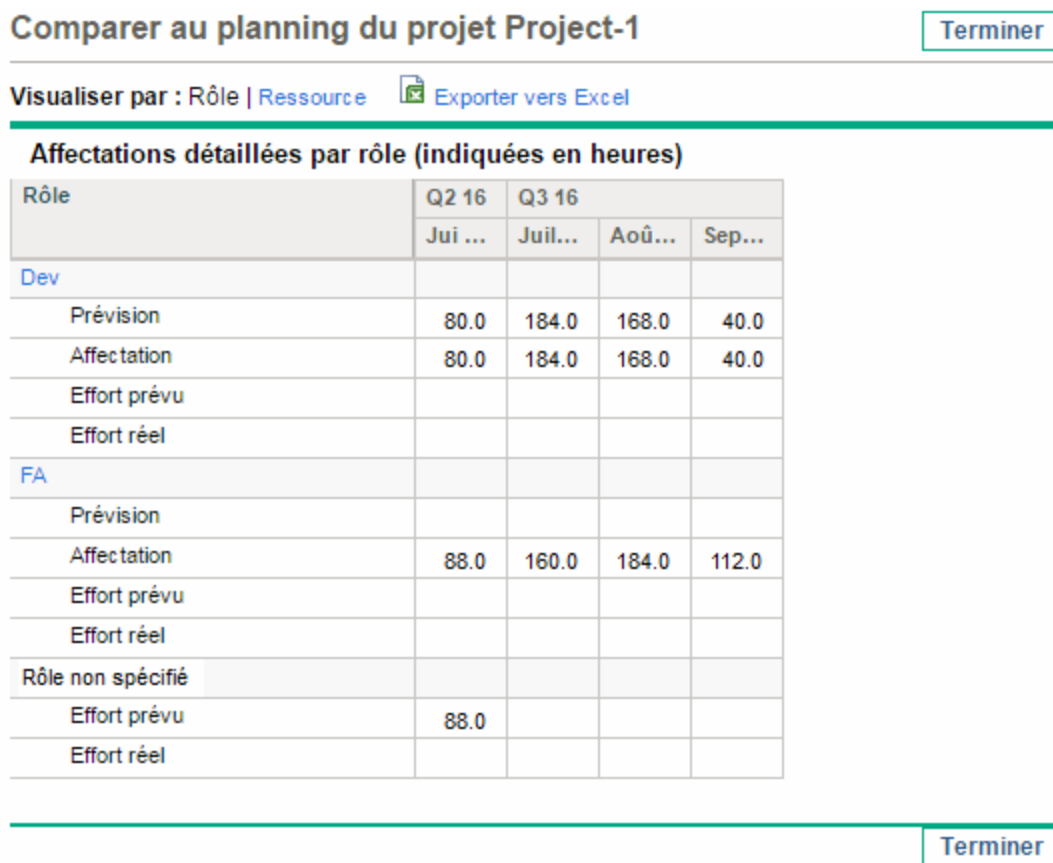 Comparer au planning du projet Project-1 Terminer
Visualiser par : Rôle | Ressource Exporter vers Excel
Affectations détaillées par rôle (indiquées en heures)
Rôle Q2 16 Q3 16
Jui ... Juil... Aoû... Sep...
Dev
Prévision 80.0 184.0 168.0 40.0
Affectation 80.0 184.0 168.0 40.0
Effort prévu
Effort réel
FA
Prévision
Affectation 88.0 160.0 184.0 112.0
Effort prévu
Effort réel
Rôle non spécifié
Effort prévu 88.0
Effort réel
Terminer